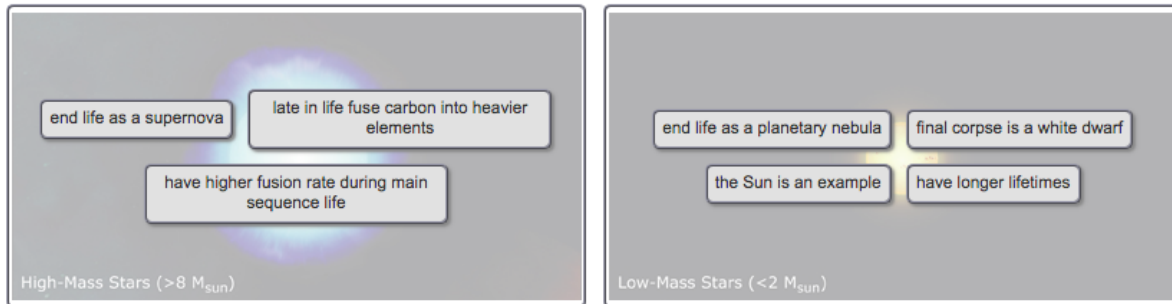 end life as a supernova
late in life fuse carbon into heavier
elements
have higher fusion rate during main
sequence life
High-Mass Stars (>8 Msun)
end life as a planetary nebula
final corpse is a white dwarf
the Sun is an example
have longer lifetimes
Low-Mass Stars (<2 Msun)